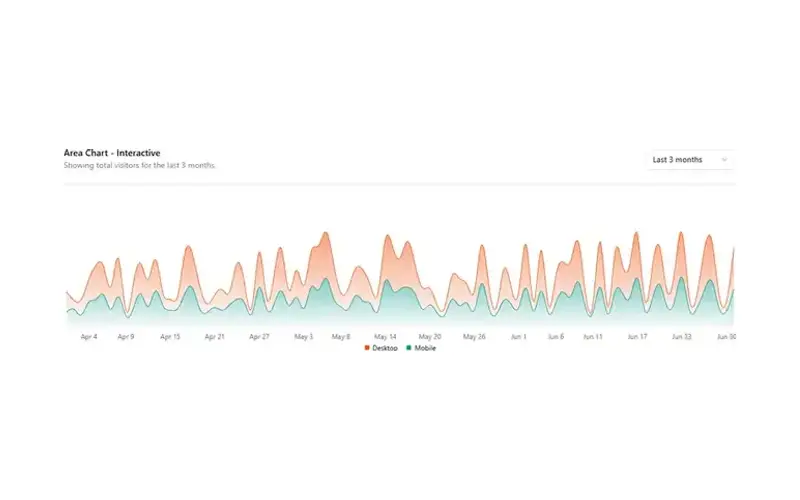 Area Chart - Interactive
Showing total visitors for the last 3 months.
Last 3 months
Apr 4 Apr 9 Apr 15 Apr 21 Apr 27 May 3 May 8 May 14 May 20 May 26 Jun 1 Jun 6 Jun 11 Jun 17 Jun 30
Desktop Mobile